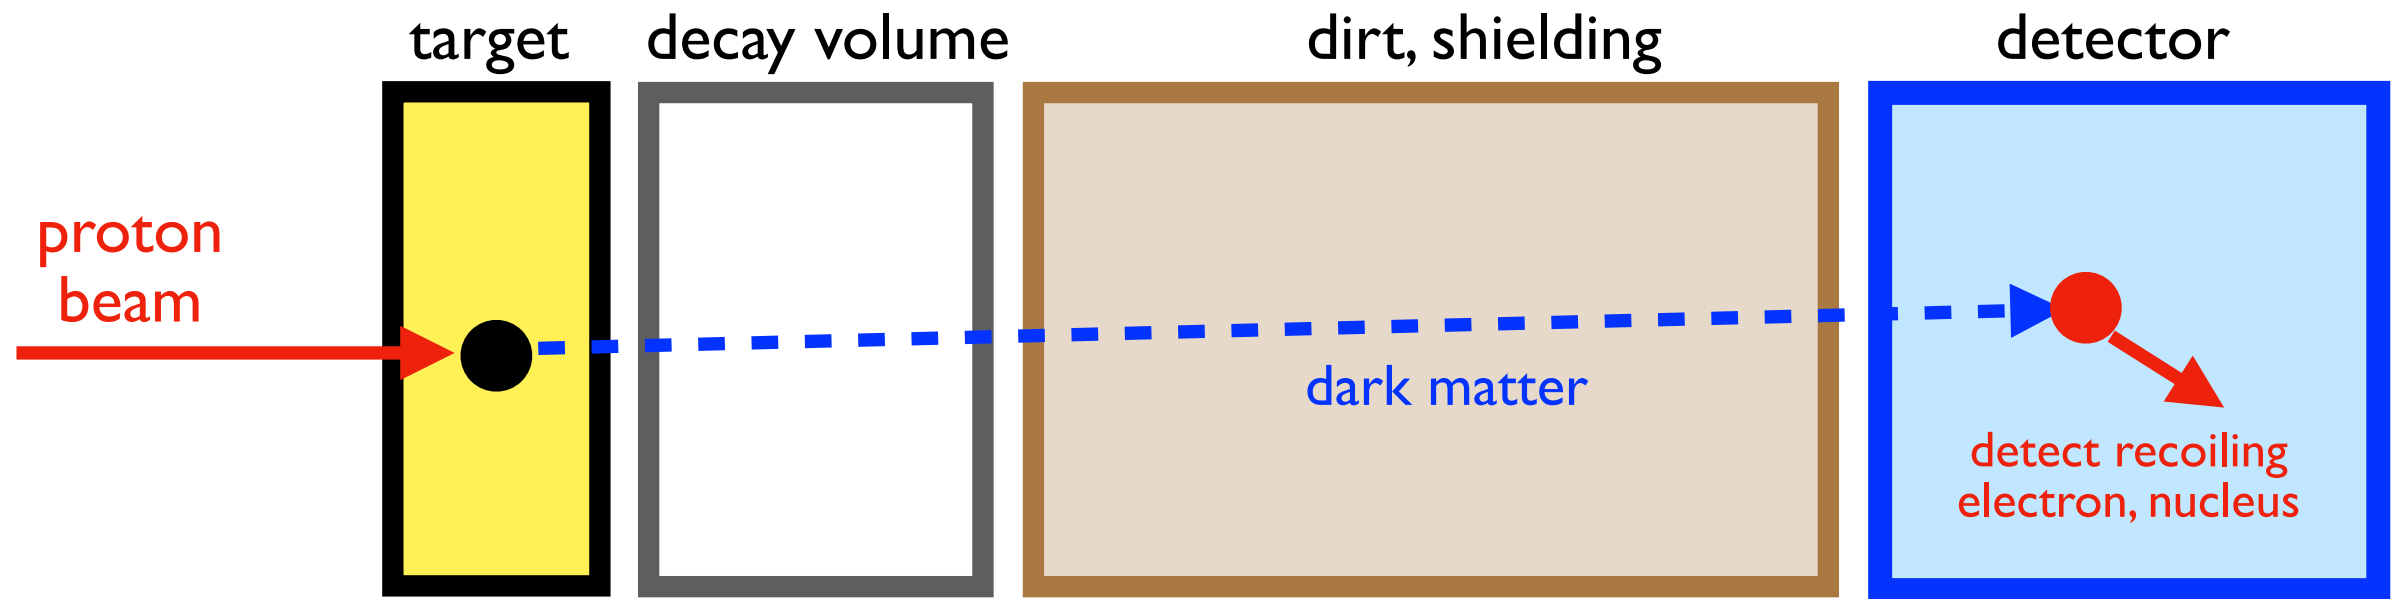 target
decay volume
dirt, shielding
detector
proton
beam
dark matter
detect recoiling
electron, nucleus